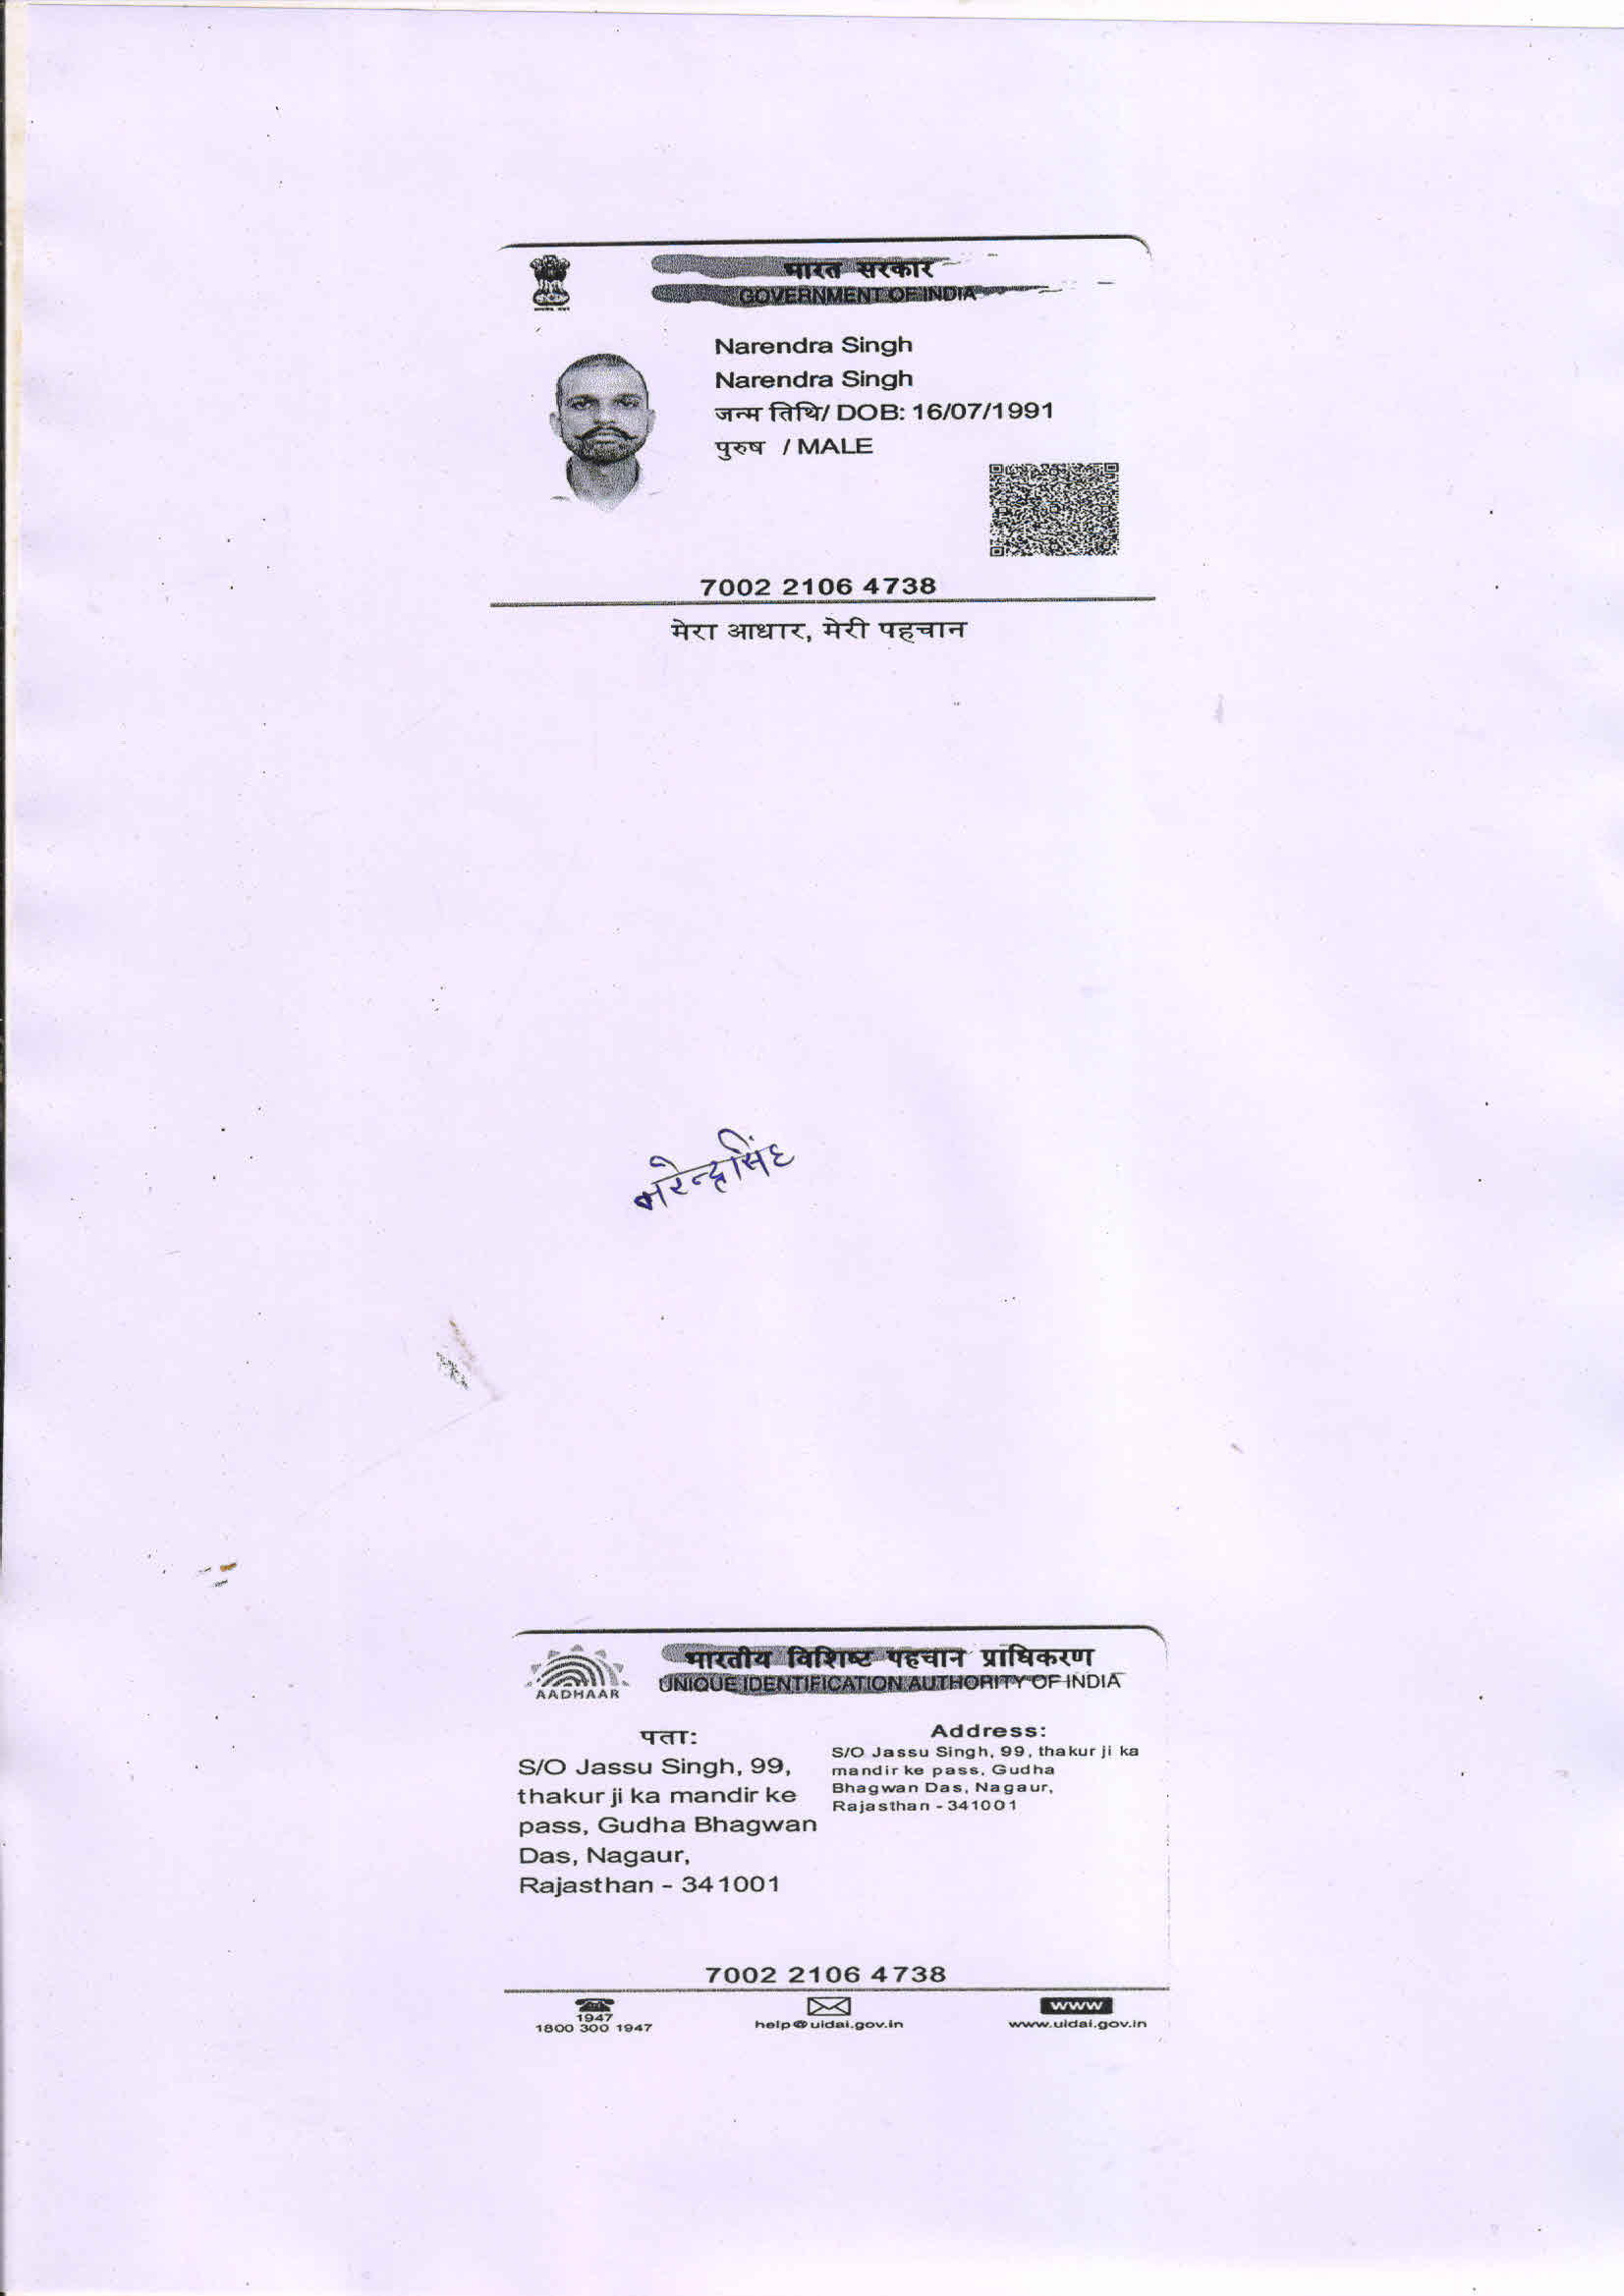 भारत सरकार
GOVERNMENT OF INDIA
Narendra Singh
Narendra Singh
जन्म तिथि/ DOB: 16/07/1991
पुरुष / MALE
7002 2106 4738
मेरा आधार, मेरी पहचान
नरेन्द्रसिंह
भारतीय विशिष्ट पहचान प्राधिकरण
UNIQUE IDENTIFICATION AUTHORITY OF INDIA
AADHAAR
पता:
S/O Jassu Singh, 99,
thakur ji ka mandir ke
pass, Gudha Bhagwan
Das, Nagaur,
Rajasthan - 341001
Address:
S/O Jassu Singh, 99, thakur ji ka
mandir ke pass, Gudha
Bhagwan Das, Nagaur,
Rajasthan - 341001
7002 2106 4738
1947
1800 300 1947
help@uidai.gov.in
www
www.uidai.gov.in